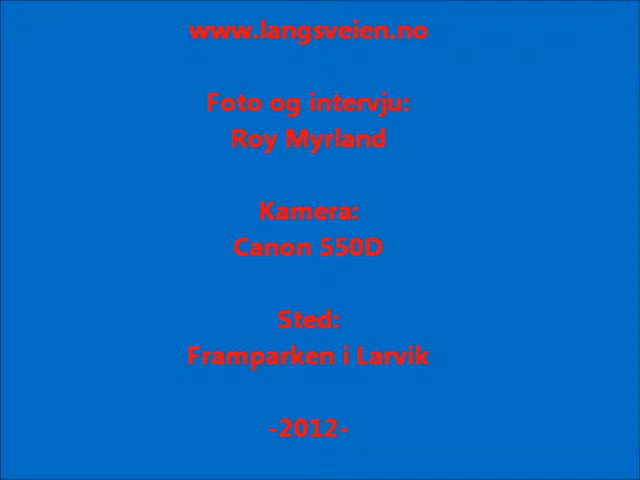 www.langsveien.no
Foto og intervju:
Roy Myrland
Kamera:
Canon 550D
Sted:
Framparken i Larvik
-2012-